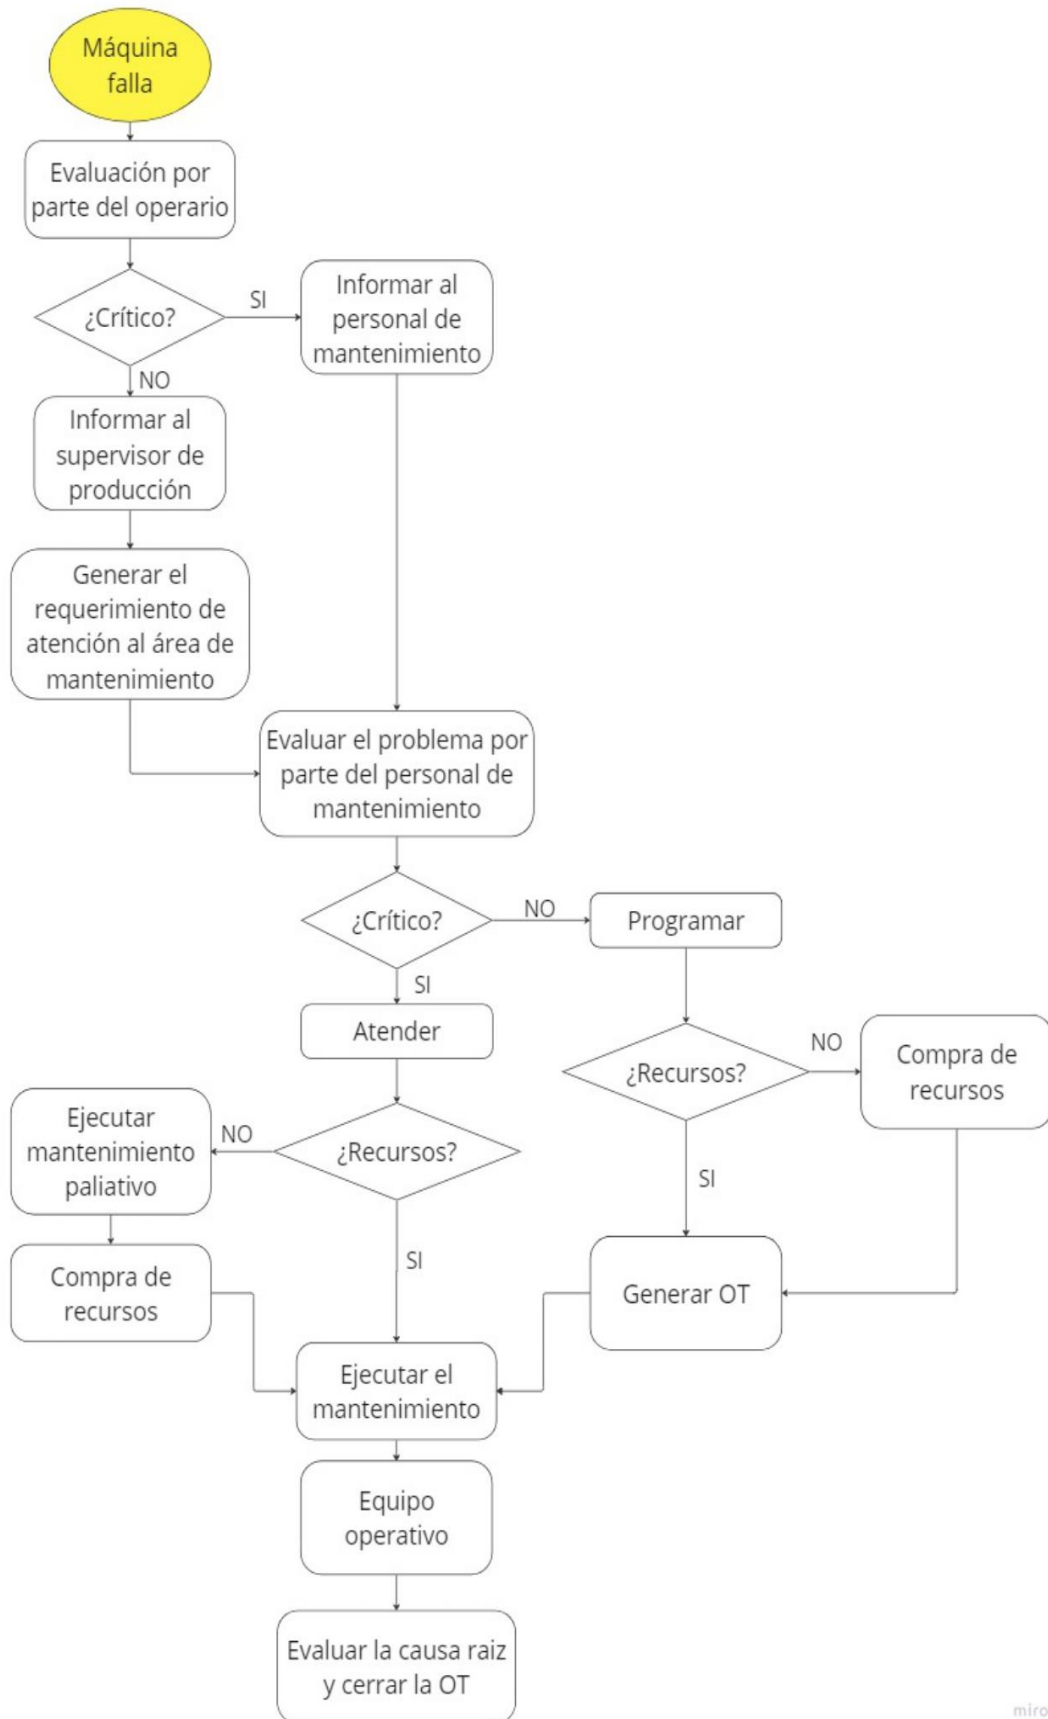 Máquina
falla
Evaluación por
parte del operario
¿Crítico?
SI
Informar al
personal de
mantenimiento
NO
Informar al
supervisor de
producción
Generar el
requerimiento de
atención al área de
mantenimiento
Evaluar el problema por
parte del personal de
mantenimiento
¿Crítico?
NO
Programar
SI
Atender
¿Recursos?
NO
Compra de
recursos
SI
Generar OT
¿Recursos?
NO
Ejecutar
mantenimiento
paliativo
Compra de
recursos
SI
Ejecutar el
mantenimiento
Equipo
operativo
Evaluar la causa raiz
y cerrar la OT
miro